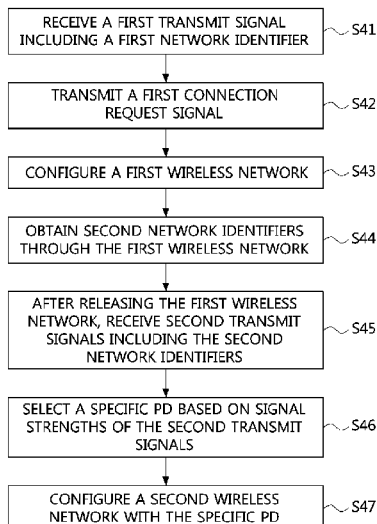 RECEIVE A FIRST TRANSMIT SIGNAL
INCLUDING A FIRST NETWORK IDENTIFIER
S41
TRANSMIT A FIRST CONNECTION
REQUEST SIGNAL
S42
CONFIGURE A FIRST WIRELESS NETWORK
S43
OBTAIN SECOND NETWORK IDENTIFIERS
THROUGH THE FIRST WIRELESS NETWORK
S44
AFTER RELEASING THE FIRST WIRELESS
NETWORK, RECEIVE SECOND TRANSMIT
SIGNALS INCLUDING THE SECOND
NETWORK IDENTIFIERS
S45
SELECT A SPECIFIC PD BASED ON SIGNAL
STRENGTHS OF THE SECOND TRANSMIT
SIGNALS
S46
CONFIGURE A SECOND WIRELESS
NETWORK WITH THE SPECIFIC PD
S47